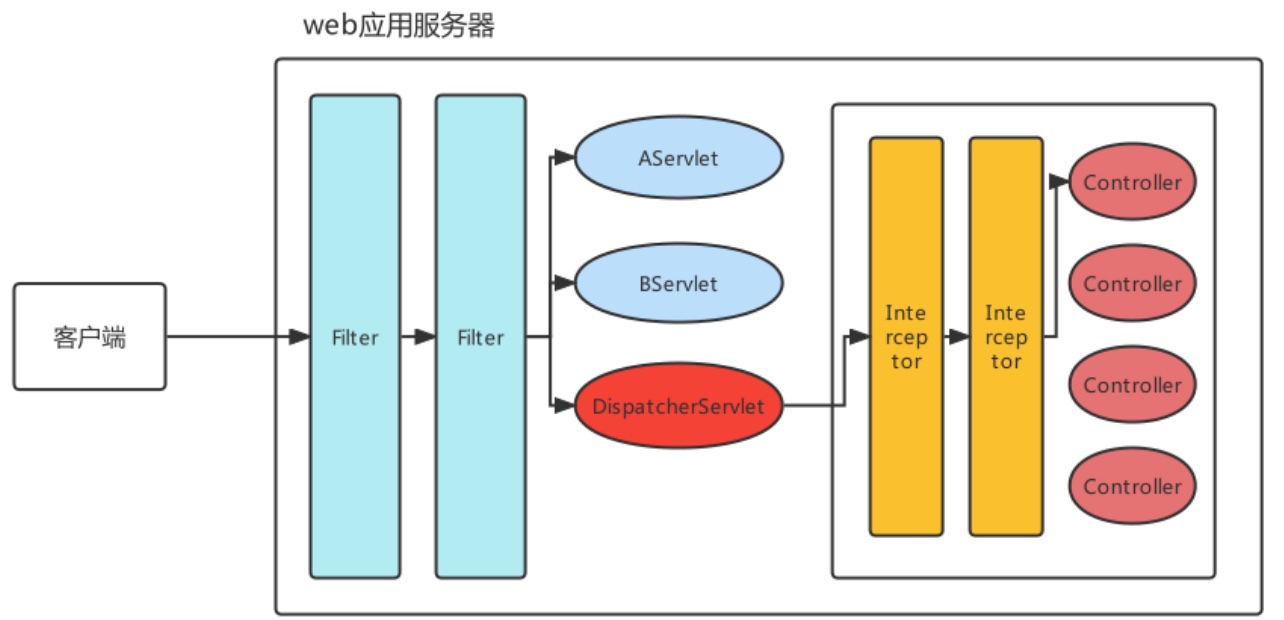 web应用服务器
客户端
Filter
Filter
AServlet
BServlet
DispatcherServlet
Inte
rcep
tor
Inte
rcep
tor
Controller
Controller
Controller
Controller